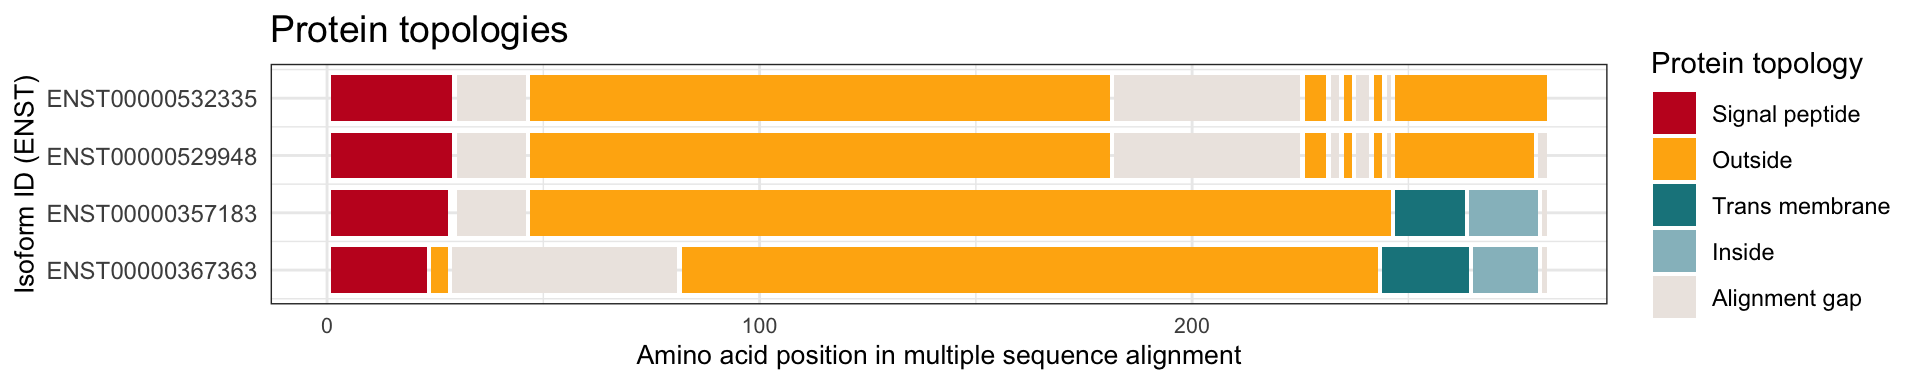 Protein topologies
Isoform ID (ENST)
ENST00000532335
ENST00000529948
ENST00000357183
ENST00000367363
0
100
200
Amino acid position in multiple sequence alignment
Protein topology
Signal peptide
Outside
Trans membrane
Inside
Alignment gap